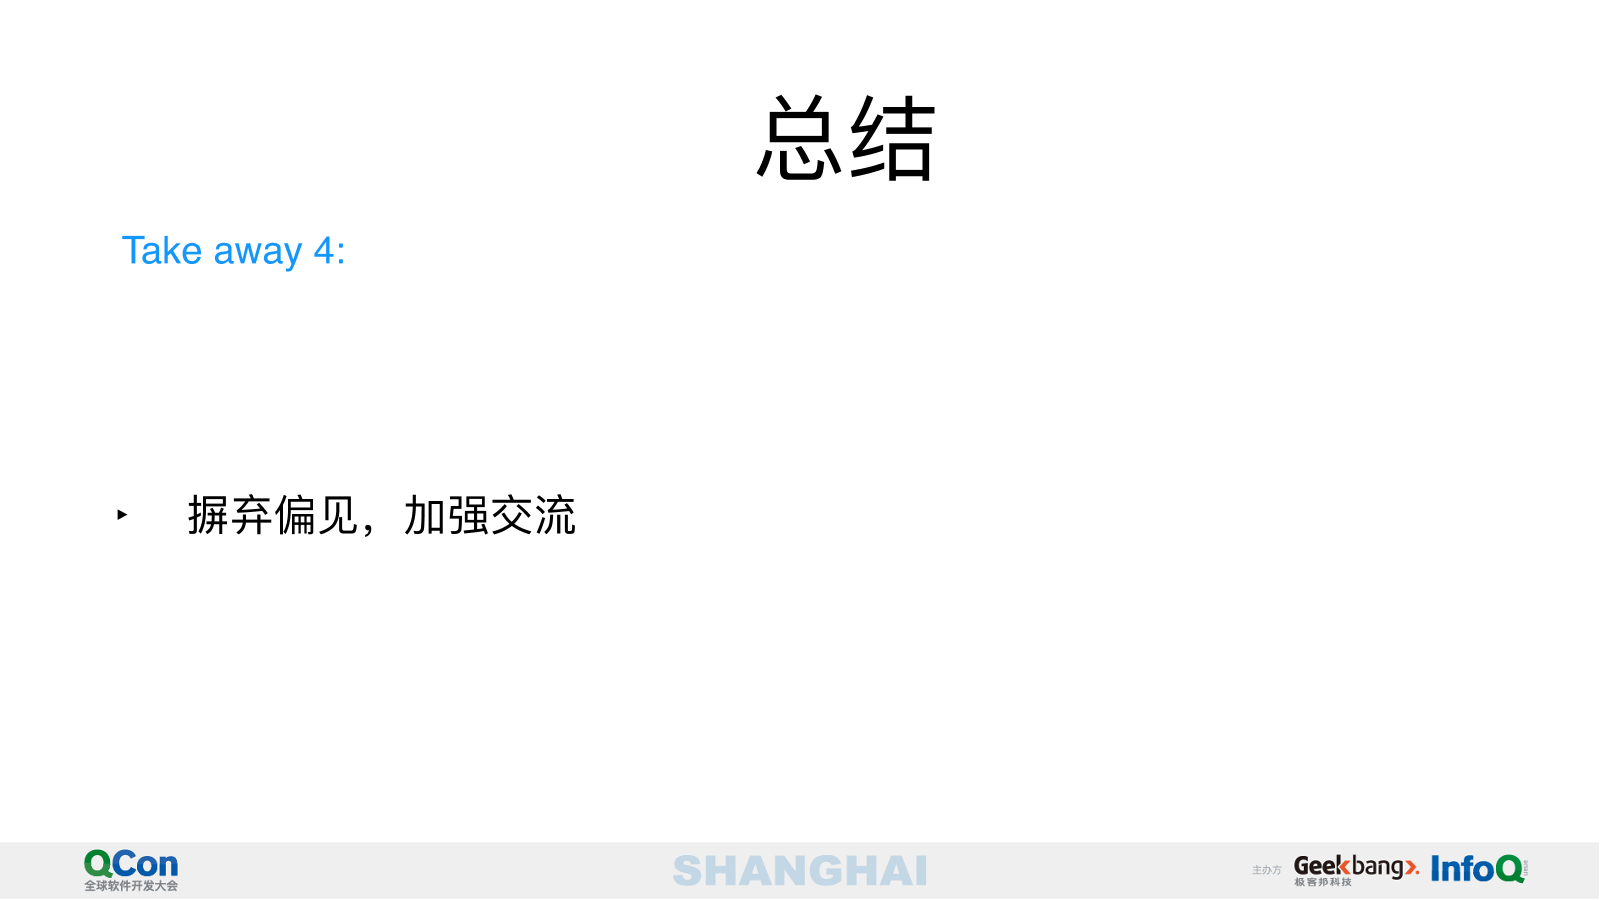 总结
Take away 4:
‣ 摒弃偏见，加强交流
QCon
全球软件开发大会
SHANGHAI
主办方
Geekbang>.
极客邦科技
InfoQ